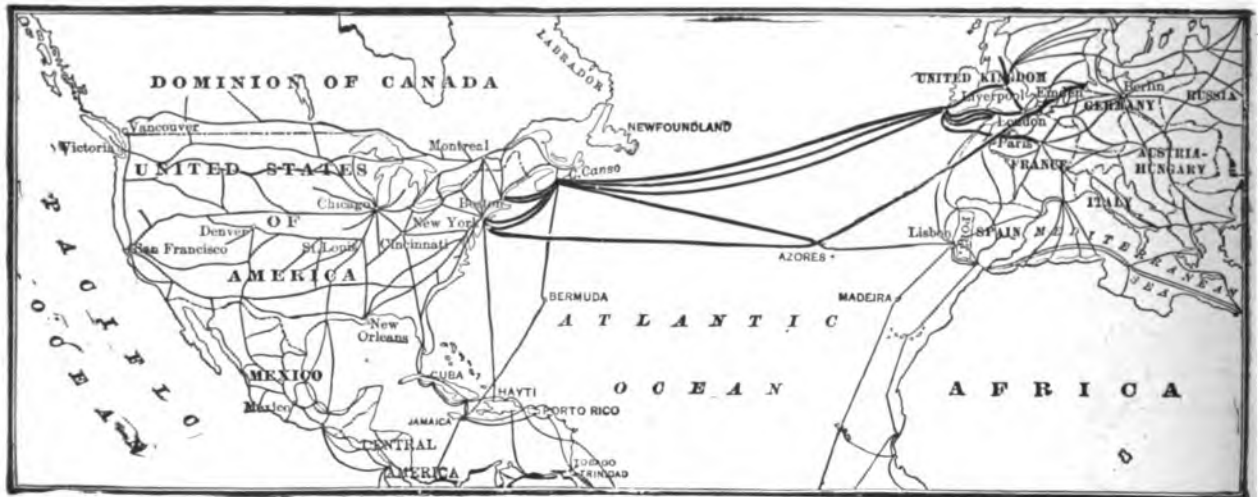 LABRADOR
DOMINION OF CANADA
NEWFOUNDLAND
Vancouver
Victoria
Montreal
UNITED STATES
OF
AMERICA
C. Canso
Chicago
Boston
New York
Denver
San Francisco
St. Louis
Cincinnati
New
Orleans
MEXICO
Mexico
CENTRAL
AMERICA
PACIFIC
OCEAN
BERMUDA
CUBA
HAYTI
JAMAICA
PORTO RICO
TOBAGO
TRINIDAD
ATLANTIC
OCEAN
AZORES
MADEIRA
UNITED KINGDOM
Liverpool
Emden
Berlin
RUSSIA
GERMANY
London
Paris
FRANCE
AUSTRIA-
HUNGARY
ITALY
Lisbon
SPAIN
MEDITERRANEAN
SEA
AFRICA